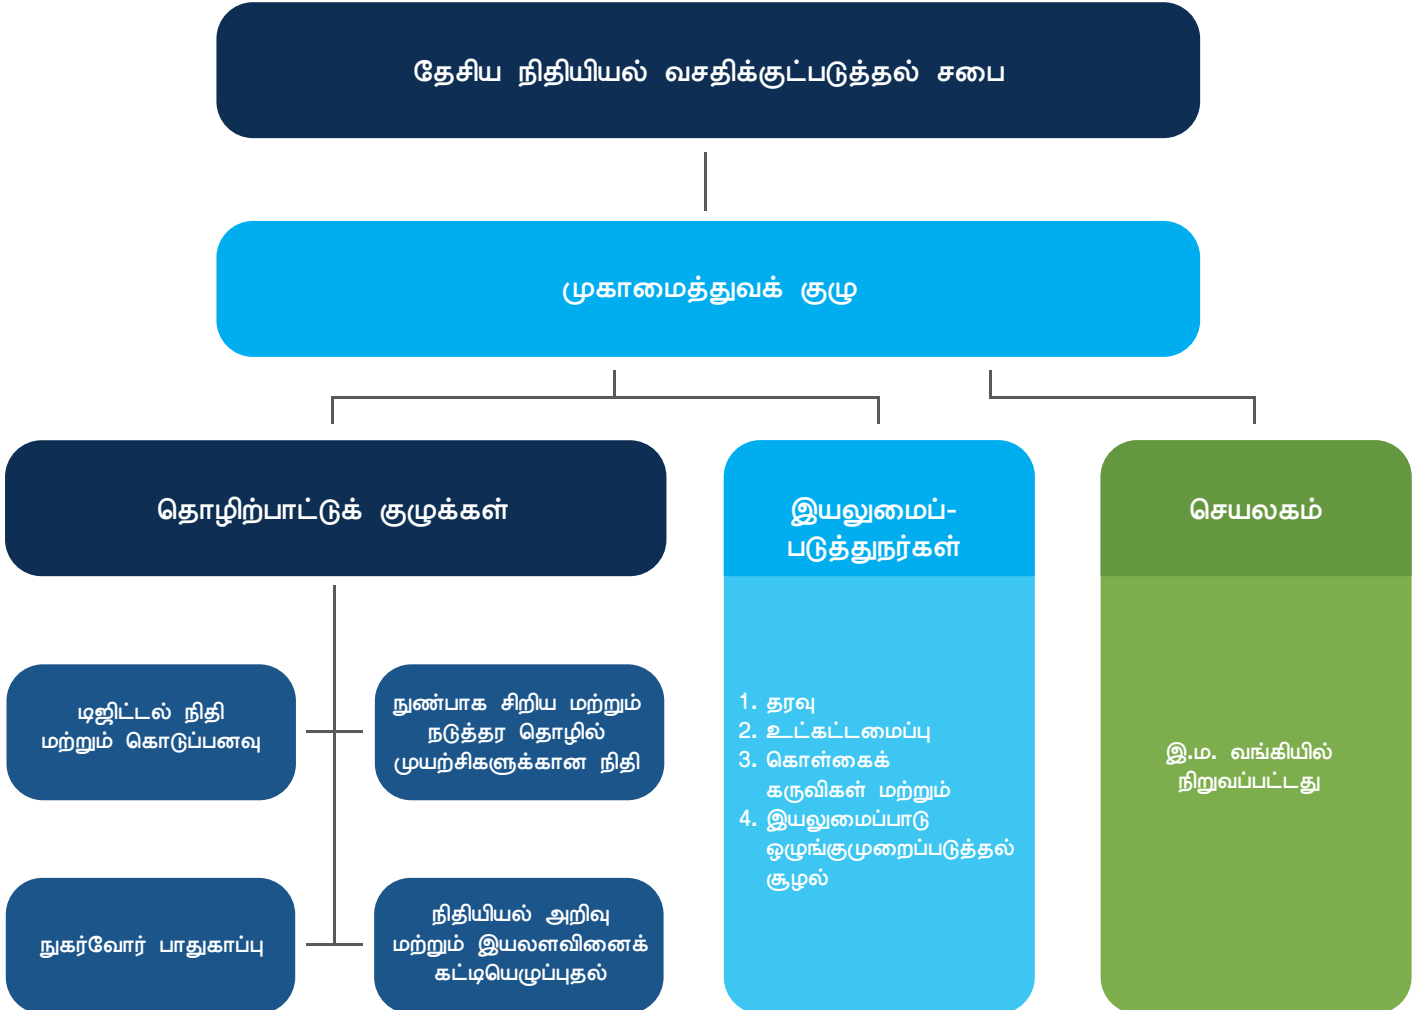 தேசிய நிதியியல் வசதிக்குட்படுத்தல் சபை
முகாமைத்துவக் குழு
தொழிற்பாட்டுக் குழுக்கள்
டிஜிட்டல் நிதி
மற்றும் கொடுப்பனவு
நுண்பாக சிறிய மற்றும்
நடுத்தர தொழில்
முயற்சிகளுக்கான நிதி
நுகர்வோர் பாதுகாப்பு
நிதியியல் அறிவு
மற்றும் இயலளவினைக்
கட்டியெழுப்புதல்
இயலுமைப்-
படுத்துநர்கள்
1. தரவு
2. உட்கட்டமைப்பு
3. கொள்கைக்
கருவிகள் மற்றும்
4. இயலுமைப்பாடு
ஒழுங்குமுறைப்படுத்தல்
சூழல்
செயலகம்
இ.ம. வங்கியில்
நிறுவப்பட்டது